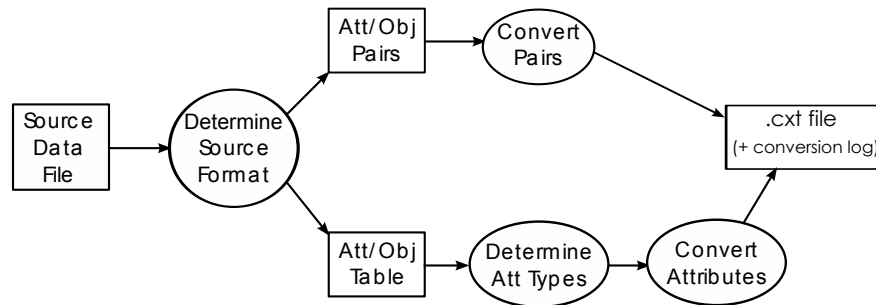 Source
Data
File
Determine
Source
Format
Att/Obj
Pairs
Convert
Pairs
Att/Obj
Table
Determine
Att Types
Convert
Attributes
.cxt file
(+ conversion log)